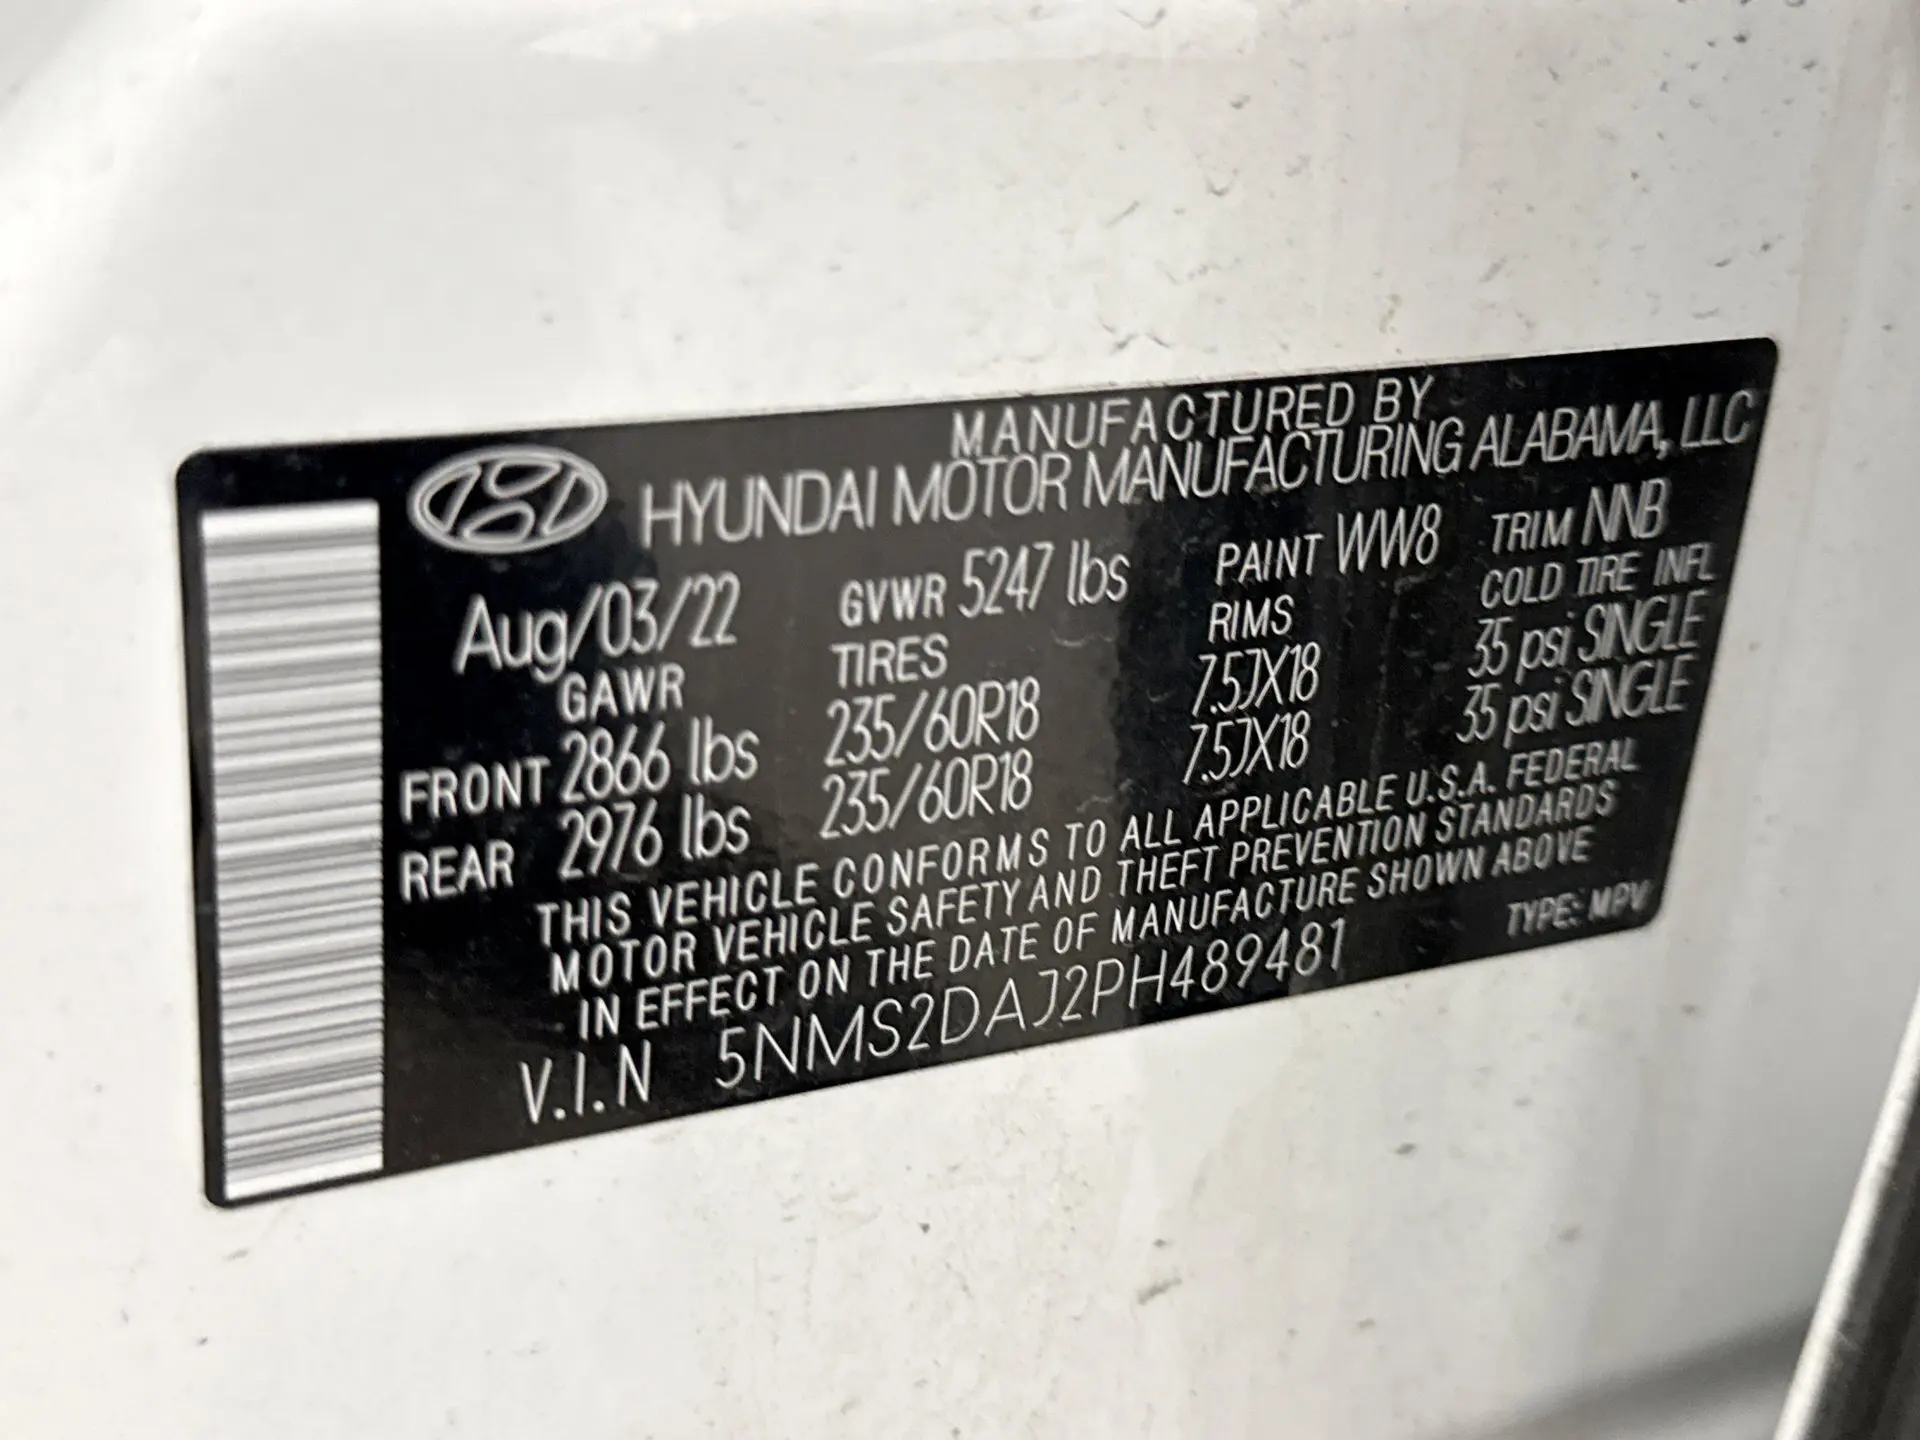 MANUFACTURED BY
HYUNDAI MOTOR MANUFACTURING ALABAMA, LLC
Aug/03/22 GVWR 5247 lbs PAINT WW8 TRIM NNB
GAWR TIRES RIMS COLD TIRE INFL
FRONT 2866 lbs 235/60R18 7.5JX18 35 psi SINGLE
REAR 2976 lbs 235/60R18 7.5JX18 35 psi SINGLE
THIS VEHICLE CONFORMS TO ALL APPLICABLE U.S.A. FEDERAL
MOTOR VEHICLE SAFETY AND THEFT PREVENTION STANDARDS
IN EFFECT ON THE DATE OF MANUFACTURE SHOWN ABOVE
V.I.N 5NMS2DAJ2PH489481 TYPE: MPV